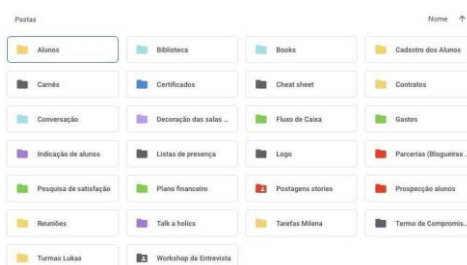 Pastas Nome ↑
Alunos Biblioteca Books Cadastro dos Alunos
Carnês Certificados Cheat sheet Contratos
Conversação Decoração das salas ... Fluxo de Caixa Gastos
Indicação de alunos Listas de presença Logo Parcerias (Blogueiras ...
Pesquisa de satisfação Plano financeiro Postagens stories Prospecção alunos
Reuniões Talk a holics Tarefas Milena Termo de Compromis...
Turmas Lukas Workshop de Entrevista